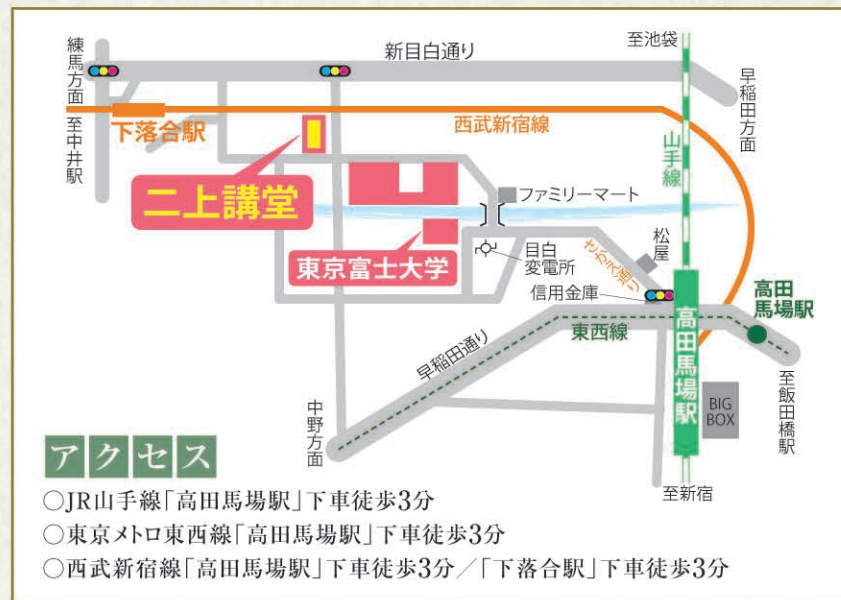 新目白通り
至池袋
練馬方面
至中井駅
早稲田方面
下落合駅
西武新宿線
山手線
二上講堂
ファミリーマート
東京富士大学
目白
変電所
さかえ通り
松屋
信用金庫
高田
馬場駅
東西線
早稲田通り
高田馬場駅
中野方面
BIG
BOX
至飯田橋駅
至新宿
アクセス
○JR山手線「高田馬場駅」下車徒歩3分
○東京メトロ東西線「高田馬場駅」下車徒歩3分
○西武新宿線「高田馬場駅」下車徒歩3分／「下落合駅」下車徒歩3分